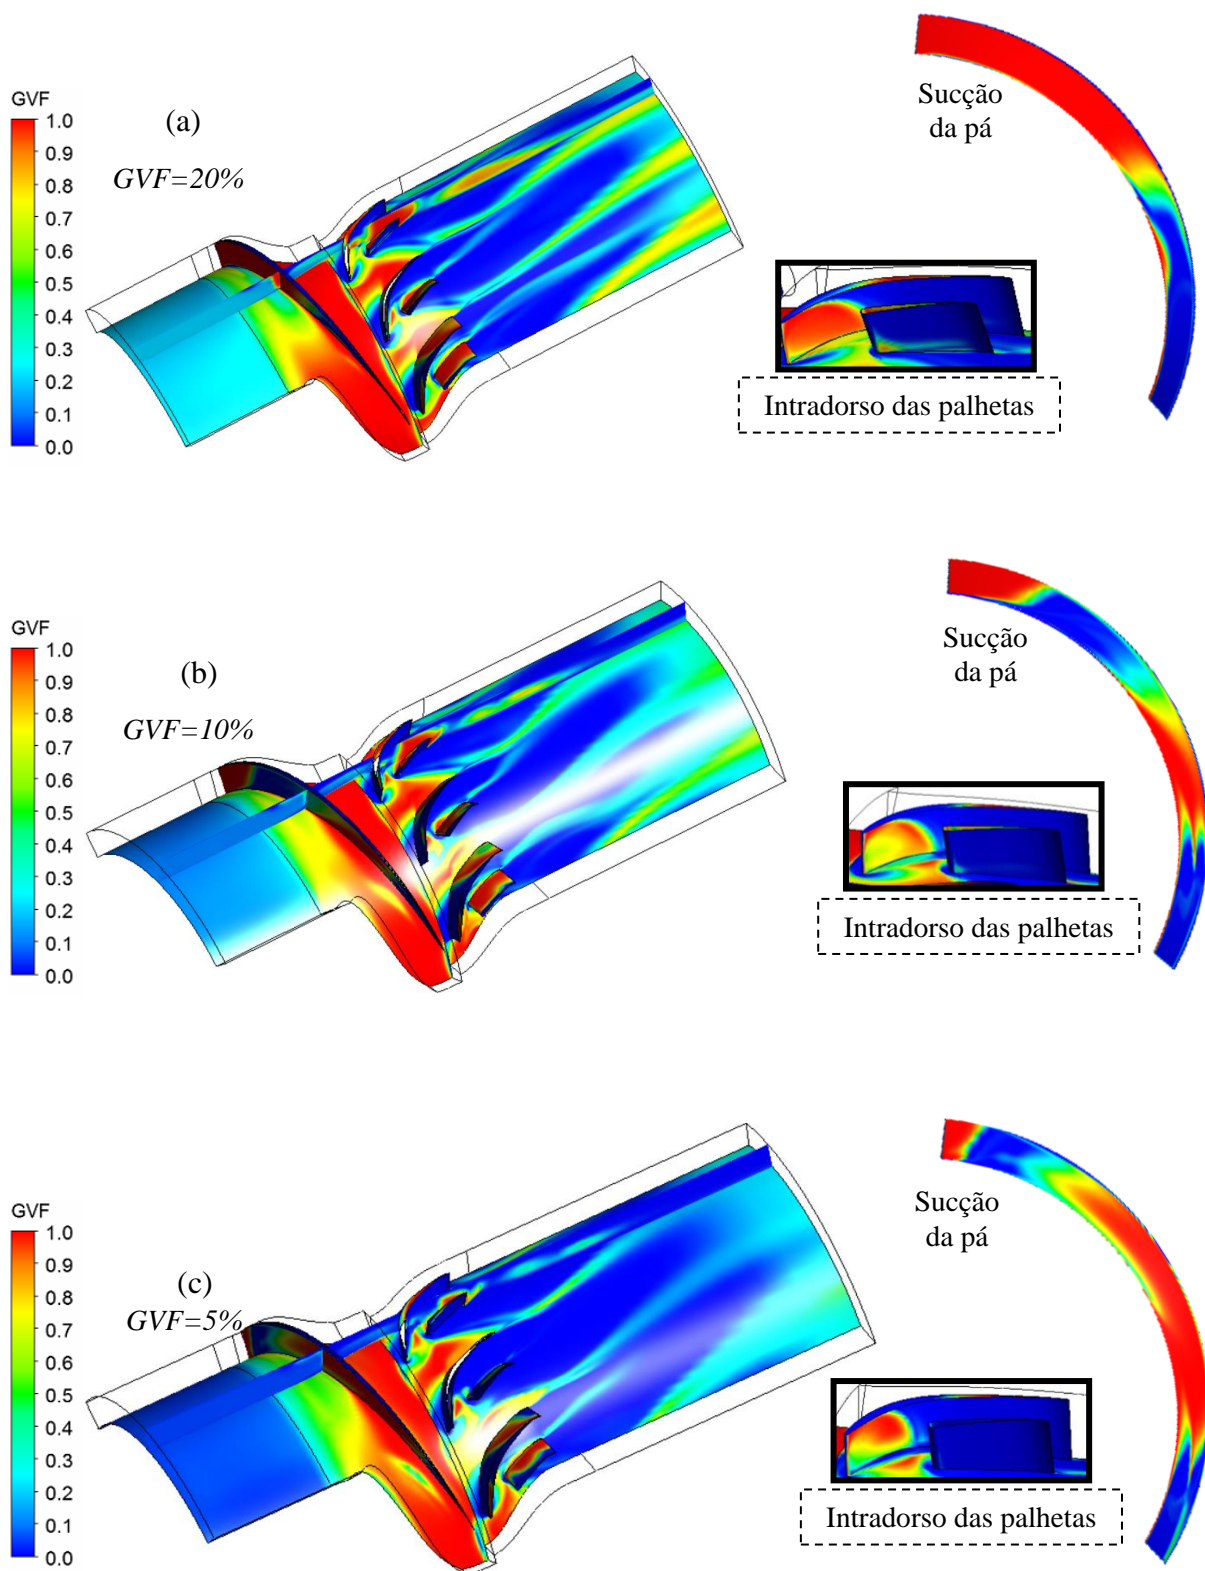 GVF
1.0
0.9
0.8
0.7
0.6
0.5
0.4
0.3
0.2
0.1
0.0
(a)
GVF=20%
Sucção
da pá
Intradorso das palhetas
GVF
1.0
0.9
0.8
0.7
0.6
0.5
0.4
0.3
0.2
0.1
0.0
(b)
GVF=10%
Sucção
da pá
Intradorso das palhetas
GVF
1.0
0.9
0.8
0.7
0.6
0.5
0.4
0.3
0.2
0.1
0.0
(c)
GVF=5%
Sucção
da pá
Intradorso das palhetas